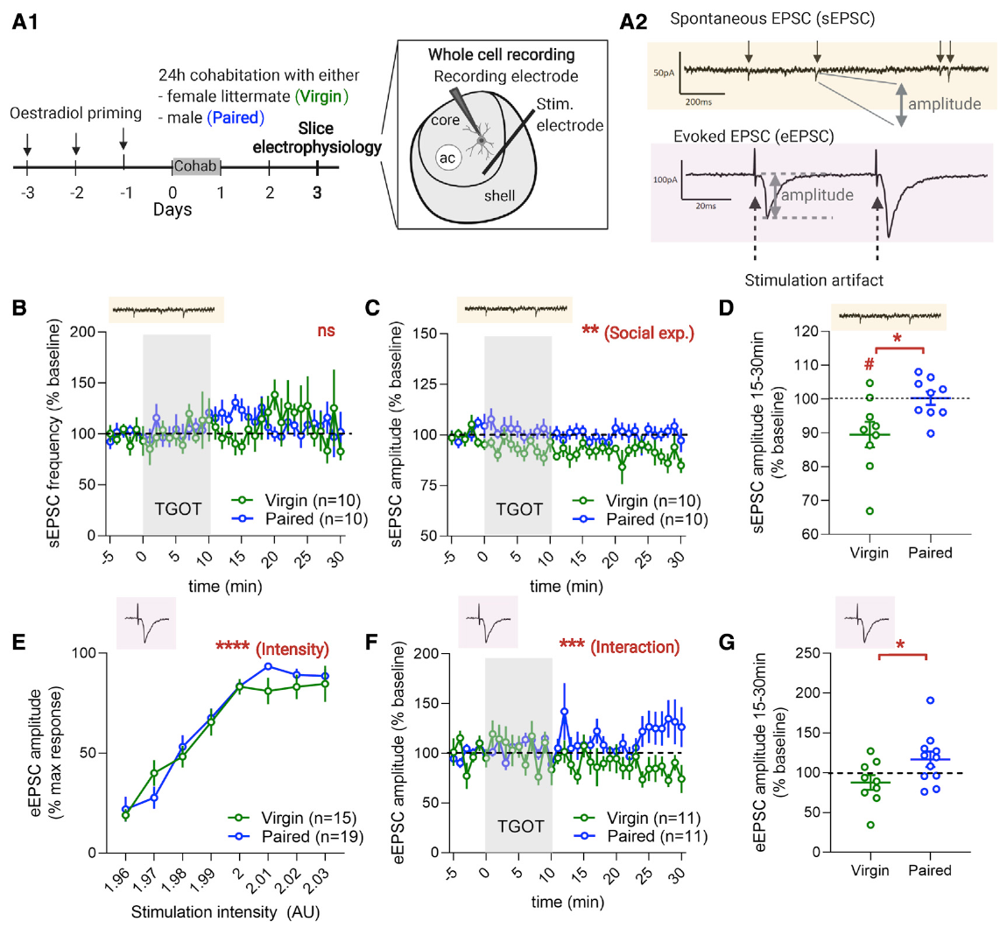 A1
Oestradiol priming
24h cohabitation with either
- female littermate (Virgin)
- male (Paired)
Slice
electrophysiology
Cohab
-3 -2 -1 0 1 2 3
Days
Whole cell recording
Recording electrode
Stim.
electrode
core
ac
shell
A2
Spontaneous EPSC (sEPSC)
50pA
200ms
amplitude
Evoked EPSC (eEPSC)
100pA
20ms
amplitude
Stimulation artifact
B
sEPSC frequency (% baseline)
200
150
100
50
0
ns
TGOT
Virgin (n=10)
Paired (n=10)
-5 0 5 10 15 20 25 30
time (min)
C
sEPSC amplitude (% baseline)
150
125
100
75
50
** (Social exp.)
TGOT
Virgin (n=10)
Paired (n=10)
-5 0 5 10 15 20 25 30
time (min)
D
sEPSC amplitude 15-30min
(% baseline)
120
110
100
90
80
70
60
*
#
Virgin Paired
E
eEPSC amplitude
(% max response)
100
50
0
**** (Intensity)
Virgin (n=15)
Paired (n=19)
1.96 1.97 1.98 1.99 2 2.01 2.02 2.03
Stimulation intensity (AU)
F
eEPSC amplitude (% baseline)
200
150
100
50
0
*** (Interaction)
TGOT
Virgin (n=11)
Paired (n=11)
-5 0 5 10 15 20 25 30
time (min)
G
eEPSC amplitude 15-30min
(% baseline)
250
200
150
100
50
0
*
Virgin Paired